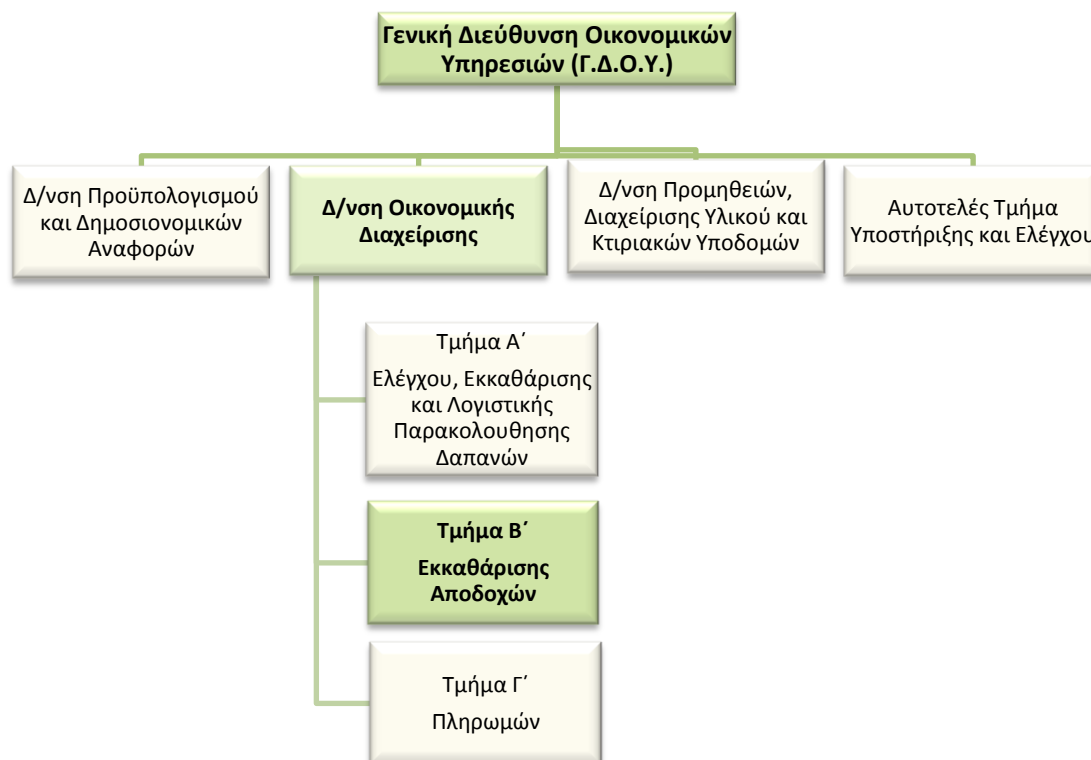 Γενική Διεύθυνση Οικονομικών
Υπηρεσιών (Γ.Δ.Ο.Υ.)
Δ/νση Προϋπολογισμού
και Δημοσιονομικών
Αναφορών
Δ/νση Οικονομικής
Διαχείρισης
Δ/νση Προμηθειών,
Διαχείρισης Υλικού και
Κτιριακών Υποδομών
Αυτοτελές Τμήμα
Υποστήριξης και Ελέγχου
Τμήμα Α΄
Ελέγχου, Εκκαθάρισης
και Λογιστικής
Παρακολουθησης
Δαπανών
Τμήμα Β΄
Εκκαθάρισης
Αποδοχών
Τμήμα Γ΄
Πληρωμών